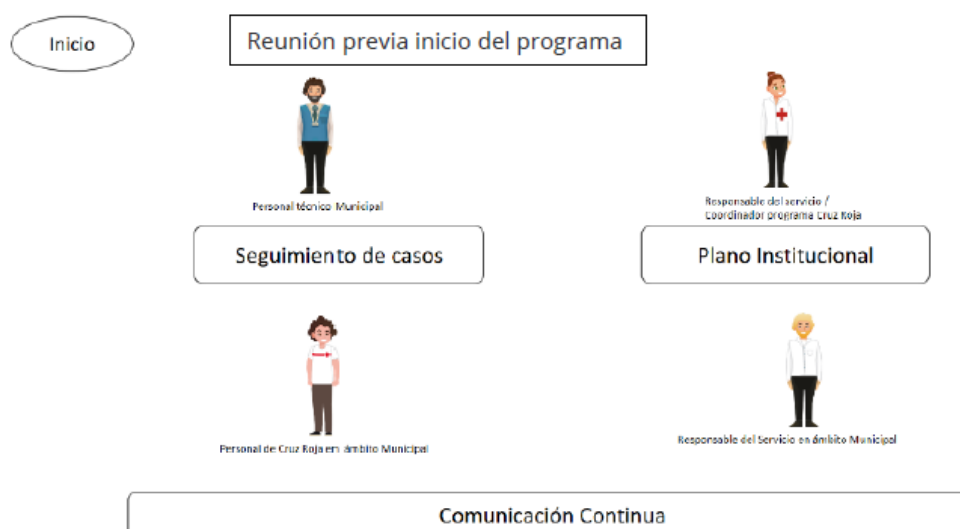 Inicio
Reunión previa inicio del programa
Personal técnico Municipal
Responsable del servicio /
Coordinador programa Cruz Roja
Seguimiento de casos
Plano Institucional
Personal de Cruz Roja em ámbito Municipal
Responsable del Servicio en ámbito Municipal
Comunicación Continua